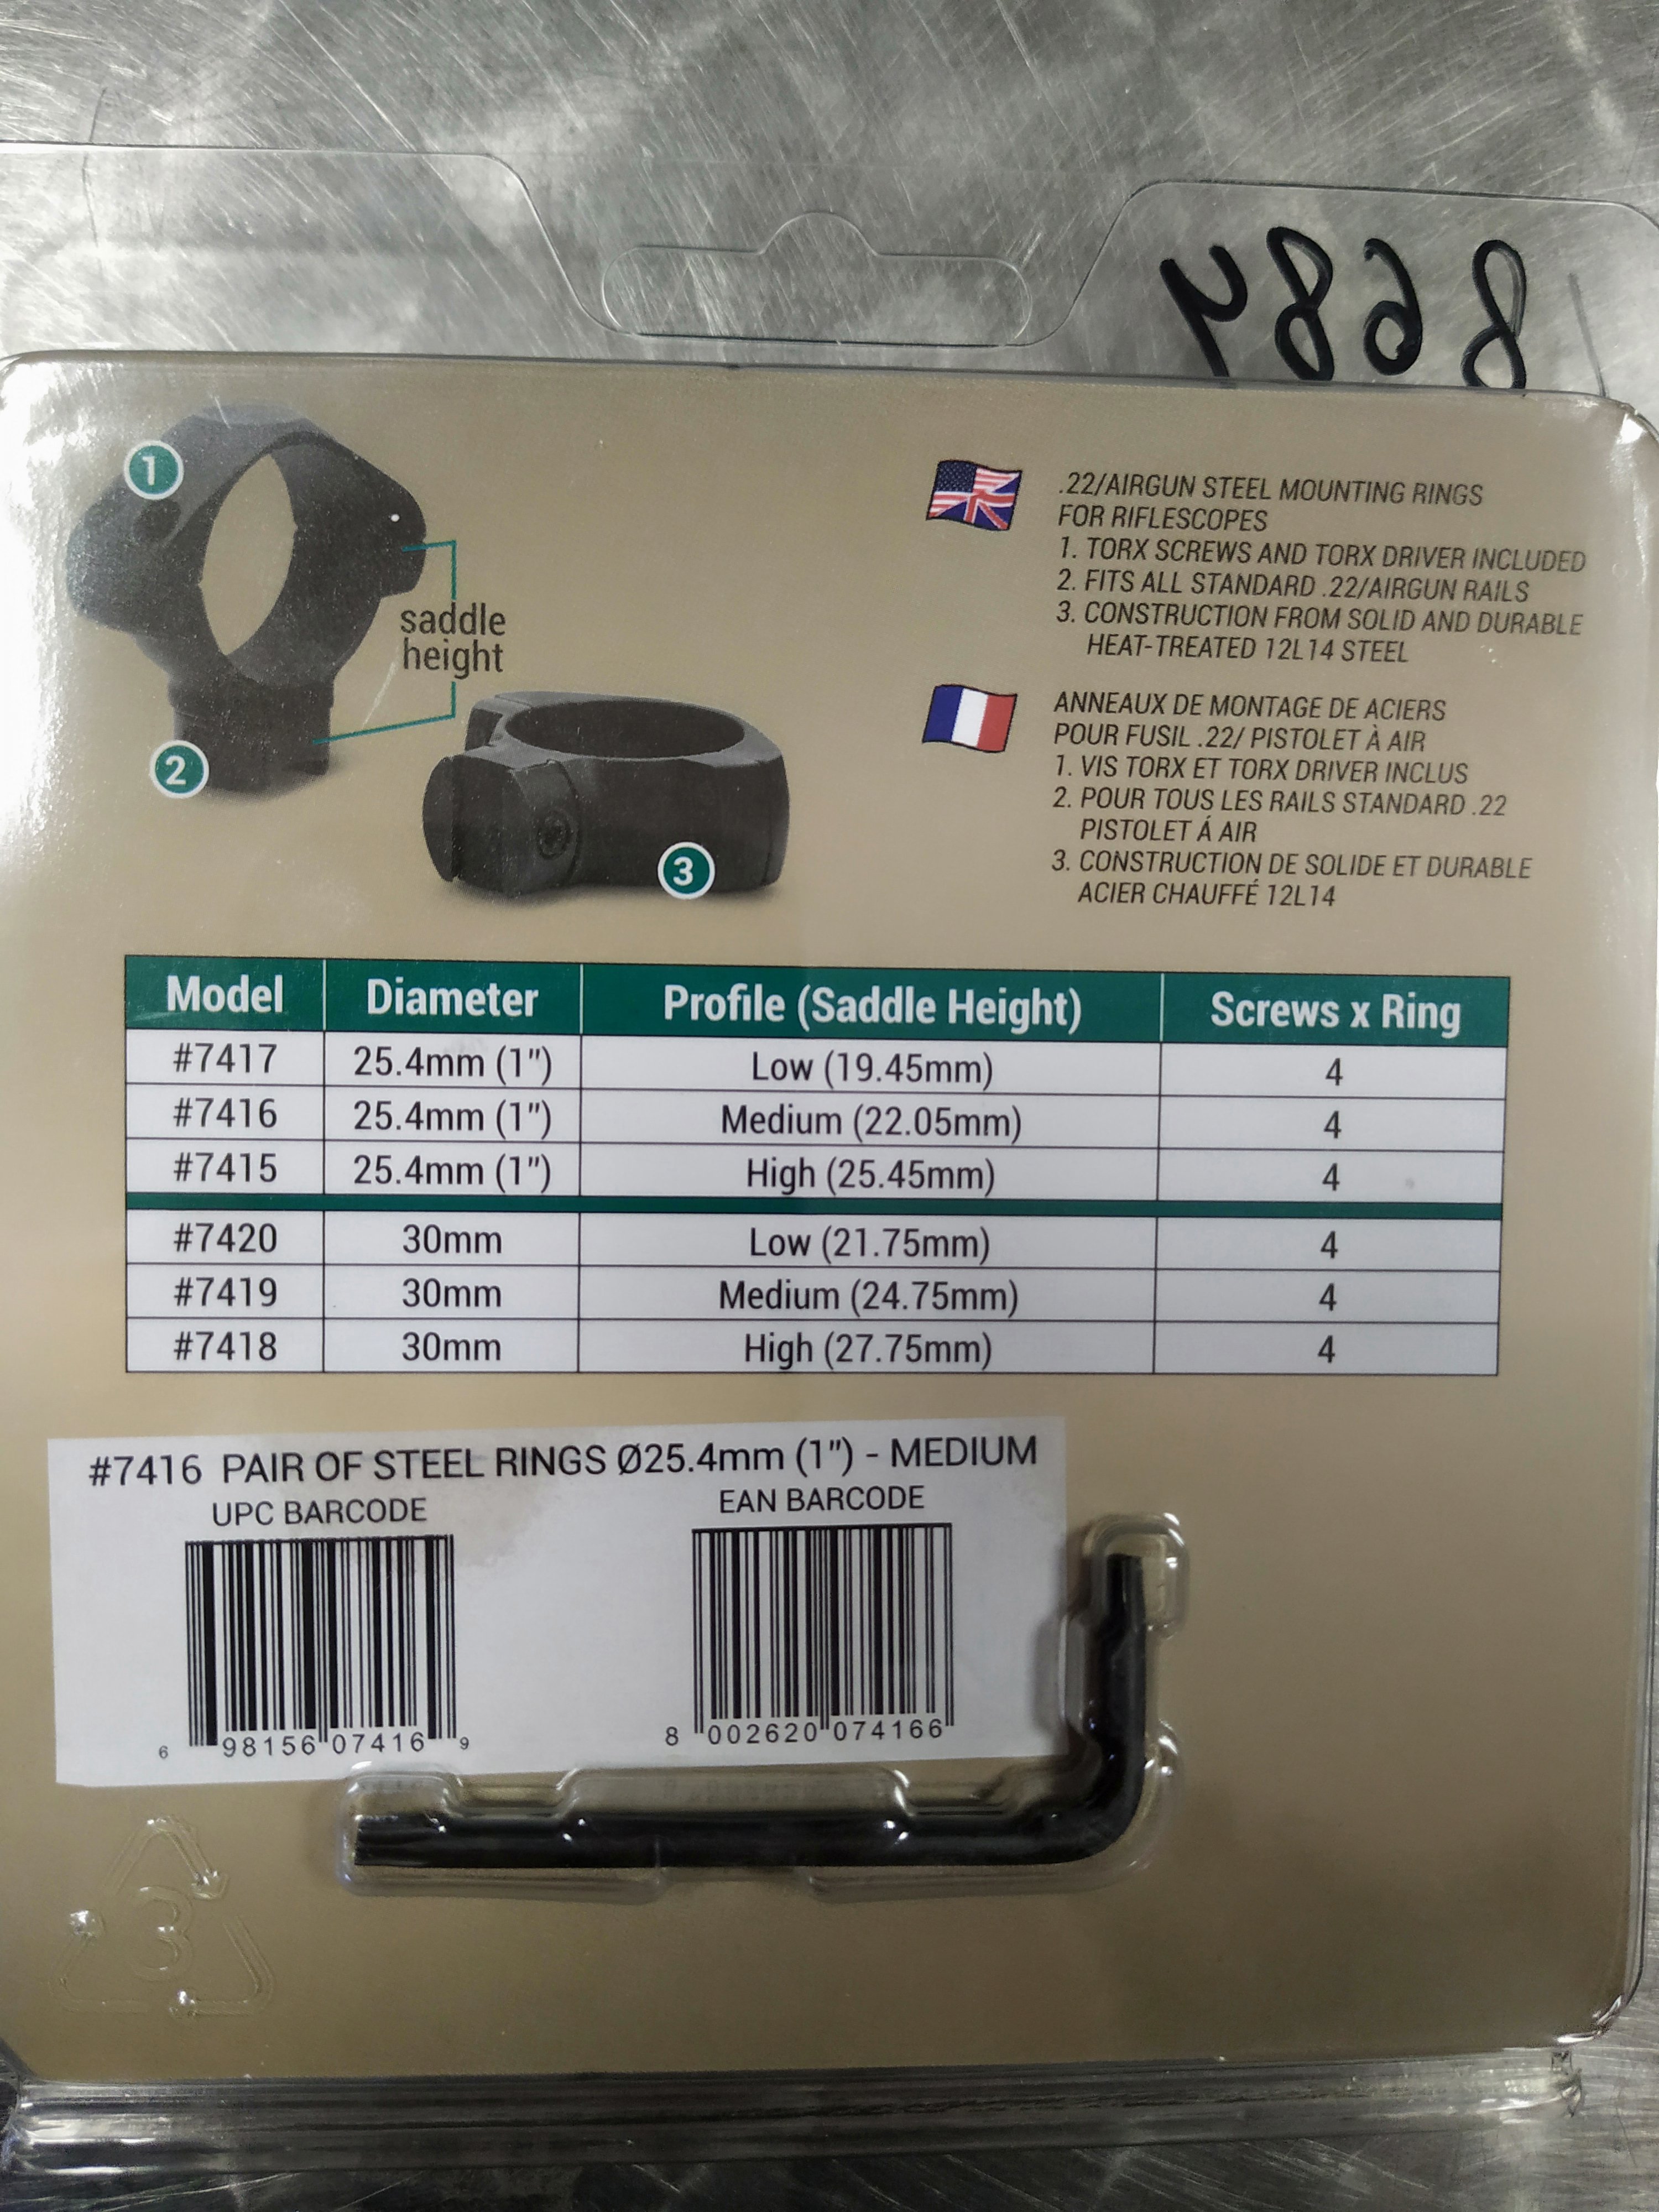 8684
1
saddle
height
2
3
.22/AIRGUN STEEL MOUNTING RINGS
FOR RIFLESCOPES
1. TORX SCREWS AND TORX DRIVER INCLUDED
2. FITS ALL STANDARD .22/AIRGUN RAILS
3. CONSTRUCTION FROM SOLID AND DURABLE
HEAT-TREATED 12L14 STEEL
ANNEAUX DE MONTAGE DE ACIERS
POUR FUSIL .22/ PISTOLET À AIR
1. VIS TORX ET TORX DRIVER INCLUS
2. POUR TOUS LES RAILS STANDARD .22
PISTOLET Á AIR
3. CONSTRUCTION DE SOLIDE ET DURABLE
ACIER CHAUFFÉ 12L14
Model Diameter Profile (Saddle Height) Screws x Ring
#7417 25.4mm (1") Low (19.45mm) 4
#7416 25.4mm (1") Medium (22.05mm) 4
#7415 25.4mm (1") High (25.45mm) 4
#7420 30mm Low (21.75mm) 4
#7419 30mm Medium (24.75mm) 4
#7418 30mm High (27.75mm) 4
#7416 PAIR OF STEEL RINGS Ø25.4mm (1") - MEDIUM
UPC BARCODE EAN BARCODE
6 98156 07416 9 8 002620 074166
3